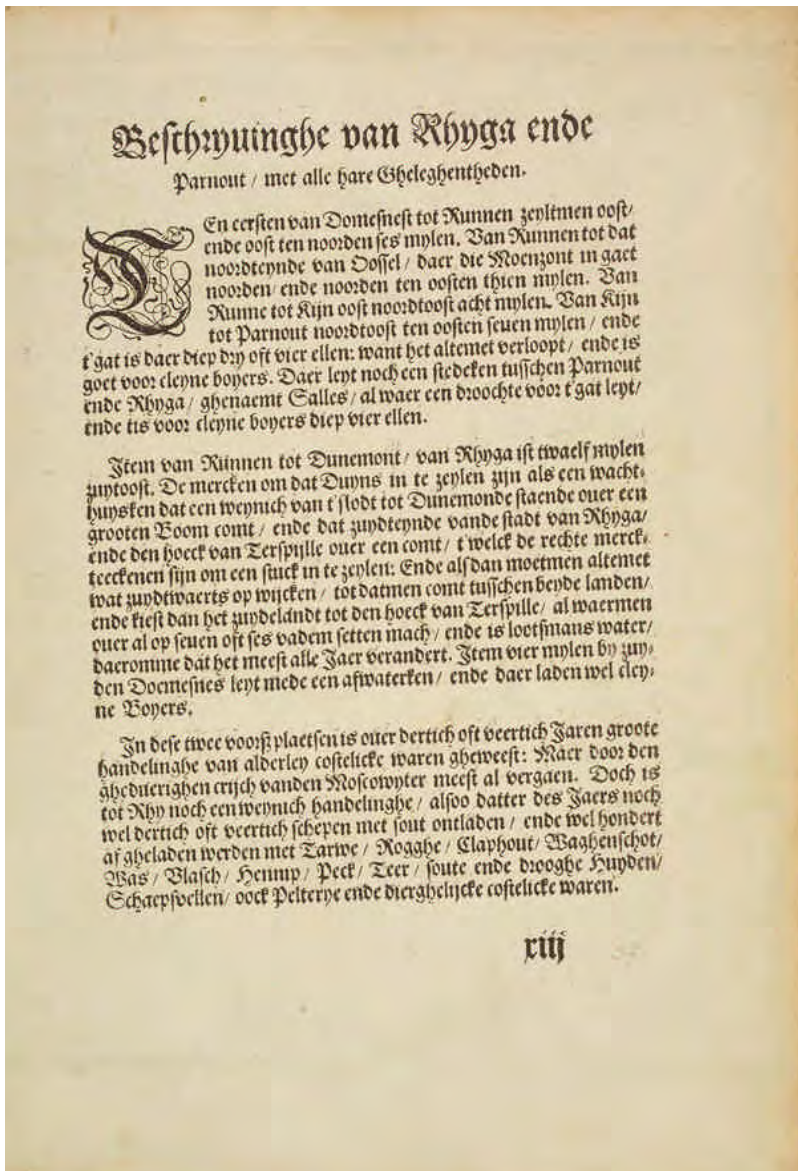 Beschryuinghe van Rhyga ende
Parnout / met alle hare Gheleghentheden.
TEn eersten van Domesnest tot Runnen zeyltmen oost/
ende oost ten noorden ses mylen. Van Runnen tot dat
noordteynde van Oossel / daer die Moenzont in gaet
noorden/ ende noorden ten oosten thien mylen. Van
Runne tot Kijn oost noordtoost acht mylen. Van Kijn
tot Parnout noordtoost ten oosten seuen mylen / ende
t'gat is daer diep dry oft vier ellen: want het altemet verloopt/ ende is
goet voor cleyne boyers. Daer leyt noch een stedeken tusschen Parnout
ende Rhyga / ghenaemt Salles / al waer een droochte voor t'gat leyt/
ende tis voor cleyne boyers diep vier ellen.
Item van Runnen tot Dunemont / van Rhyga ist twaelf mylen
zuytoost. De mercken om dat Duyns in te zeylen zijn als een wacht-
huysken dat een weynich van t'slodt tot Dunemonde staende ouer een
grooten Boom comt / ende dat zuydteynde vande stadt van Rhyga/
ende den hoeck van Terspijlle ouer een comt / t'welck de rechte merck-
teeckenen sijn om een stuck in te zeylen: Ende alsdan moetmen altemet
wat zuydtwaerts op wijcken / tot datmen comt tusschen beyde landen/
ende kiest dan het zuydelandt tot den hoeck van Terspille / al waermen
ouer al op seuen oft ses vadem setten mach / ende is lootsmans water/
daeromme dat het meest alle Jaer verandert. Item vier mylen by zuy-
den Doemesnes leyt mede een afwaterken / ende daer laden wel cley-
ne Boyers.
In dese twee voorsz plaetsen is ouer dertich oft veertich Jaren groote
handelinghe van alderley costelicke waren gheweest: Maer door den
ghedueringhen crijch vanden Moscowyter meest al vergaen. Doch is
tot Rhy noch een weynich handelinghe / alsoo datter des Jaers noch
wel dertich oft veertich schepen met sout ontladen / ende wel hondert
af gheladen werden met Tarwe / Rogghe / Claphout / Waghenschot/
Was / Vlasch / Hennip / Peck / Teer / soute ende drooghe Huyden/
Schaepsvellen / oock Pelterye ende dierghelijcke costelicke waren.
xiij